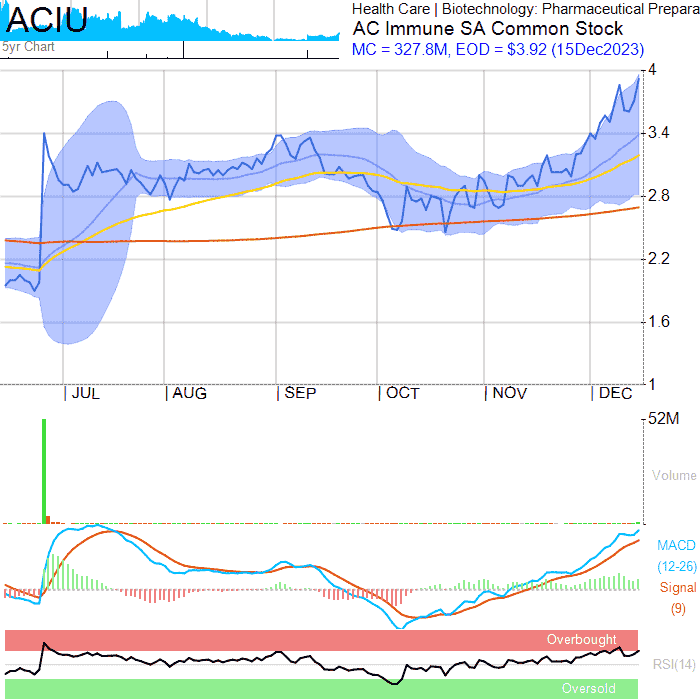 ACIU
5yr Chart
Health Care | Biotechnology: Pharmaceutical Prepara
AC Immune SA Common Stock
MC = 327.8M, EOD = $3.92 (15Dec2023)
4
3.4
2.8
2.2
1.6
1
JUL AUG SEP OCT NOV DEC
52M
Volume
MACD
(12-26)
Signal
(9)
Overbought
RSI(14)
Oversold